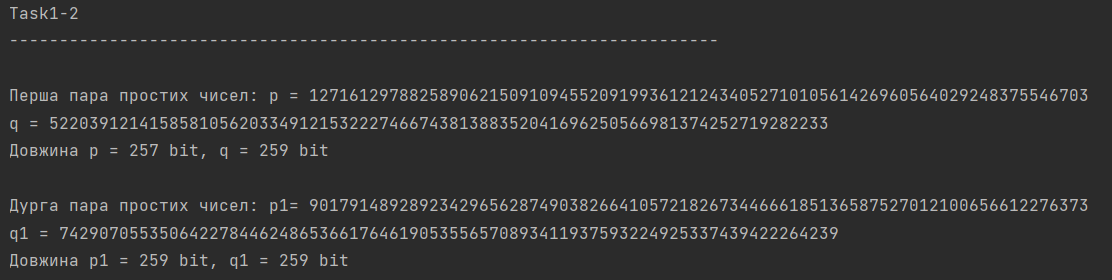 Task1-2
-----------------------------------------------------------------------
Перша пара простих чисел: p = 127161297882589062150910945520919936121243405271010561426960564029248375546703
q = 522039121415858105620334912153222746674381388352041696250566981374252719282233
Довжина p = 257 bit, q = 259 bit
Дурга пара простих чисел: p1= 901791489289234296562874903826641057218267344666185136587527012100656612276373
q1 = 742907055350642278446248653661764619053556570893411937593224925337439422264239
Довжина p1 = 259 bit, q1 = 259 bit